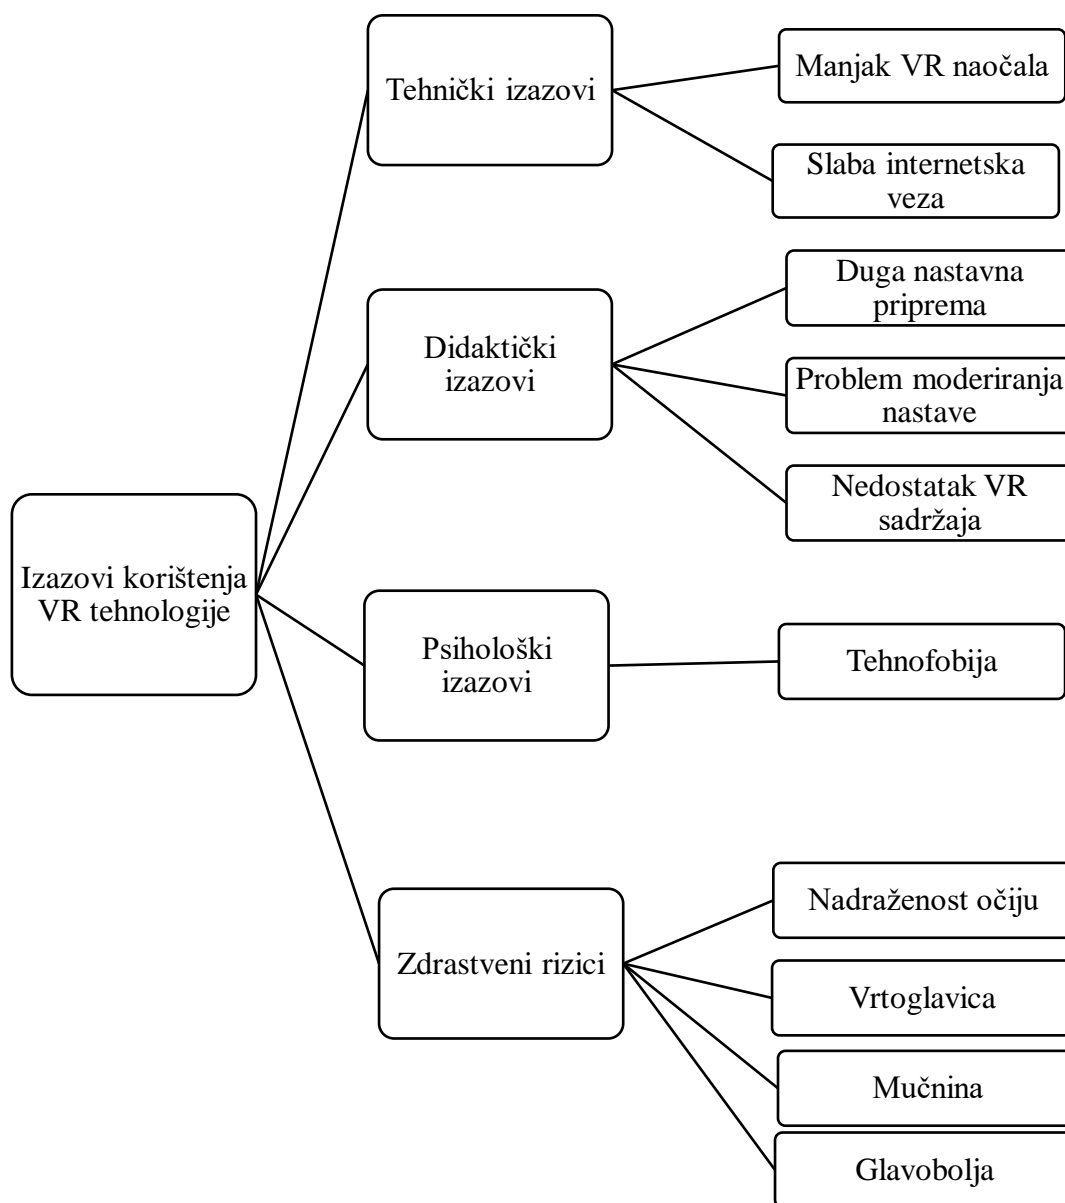 Izazovi korištenja
VR tehnologije
Tehnički izazovi
Manjak VR naočala
Slaba internetska
veza
Didaktički
izazovi
Duga nastavna
priprema
Problem moderiranja
nastave
Nedostatak VR
sadržaja
Psihološki
izazovi
Tehnofobija
Zdrastveni rizici
Nadraženost očiju
Vrtoglavica
Mučnina
Glavobolja